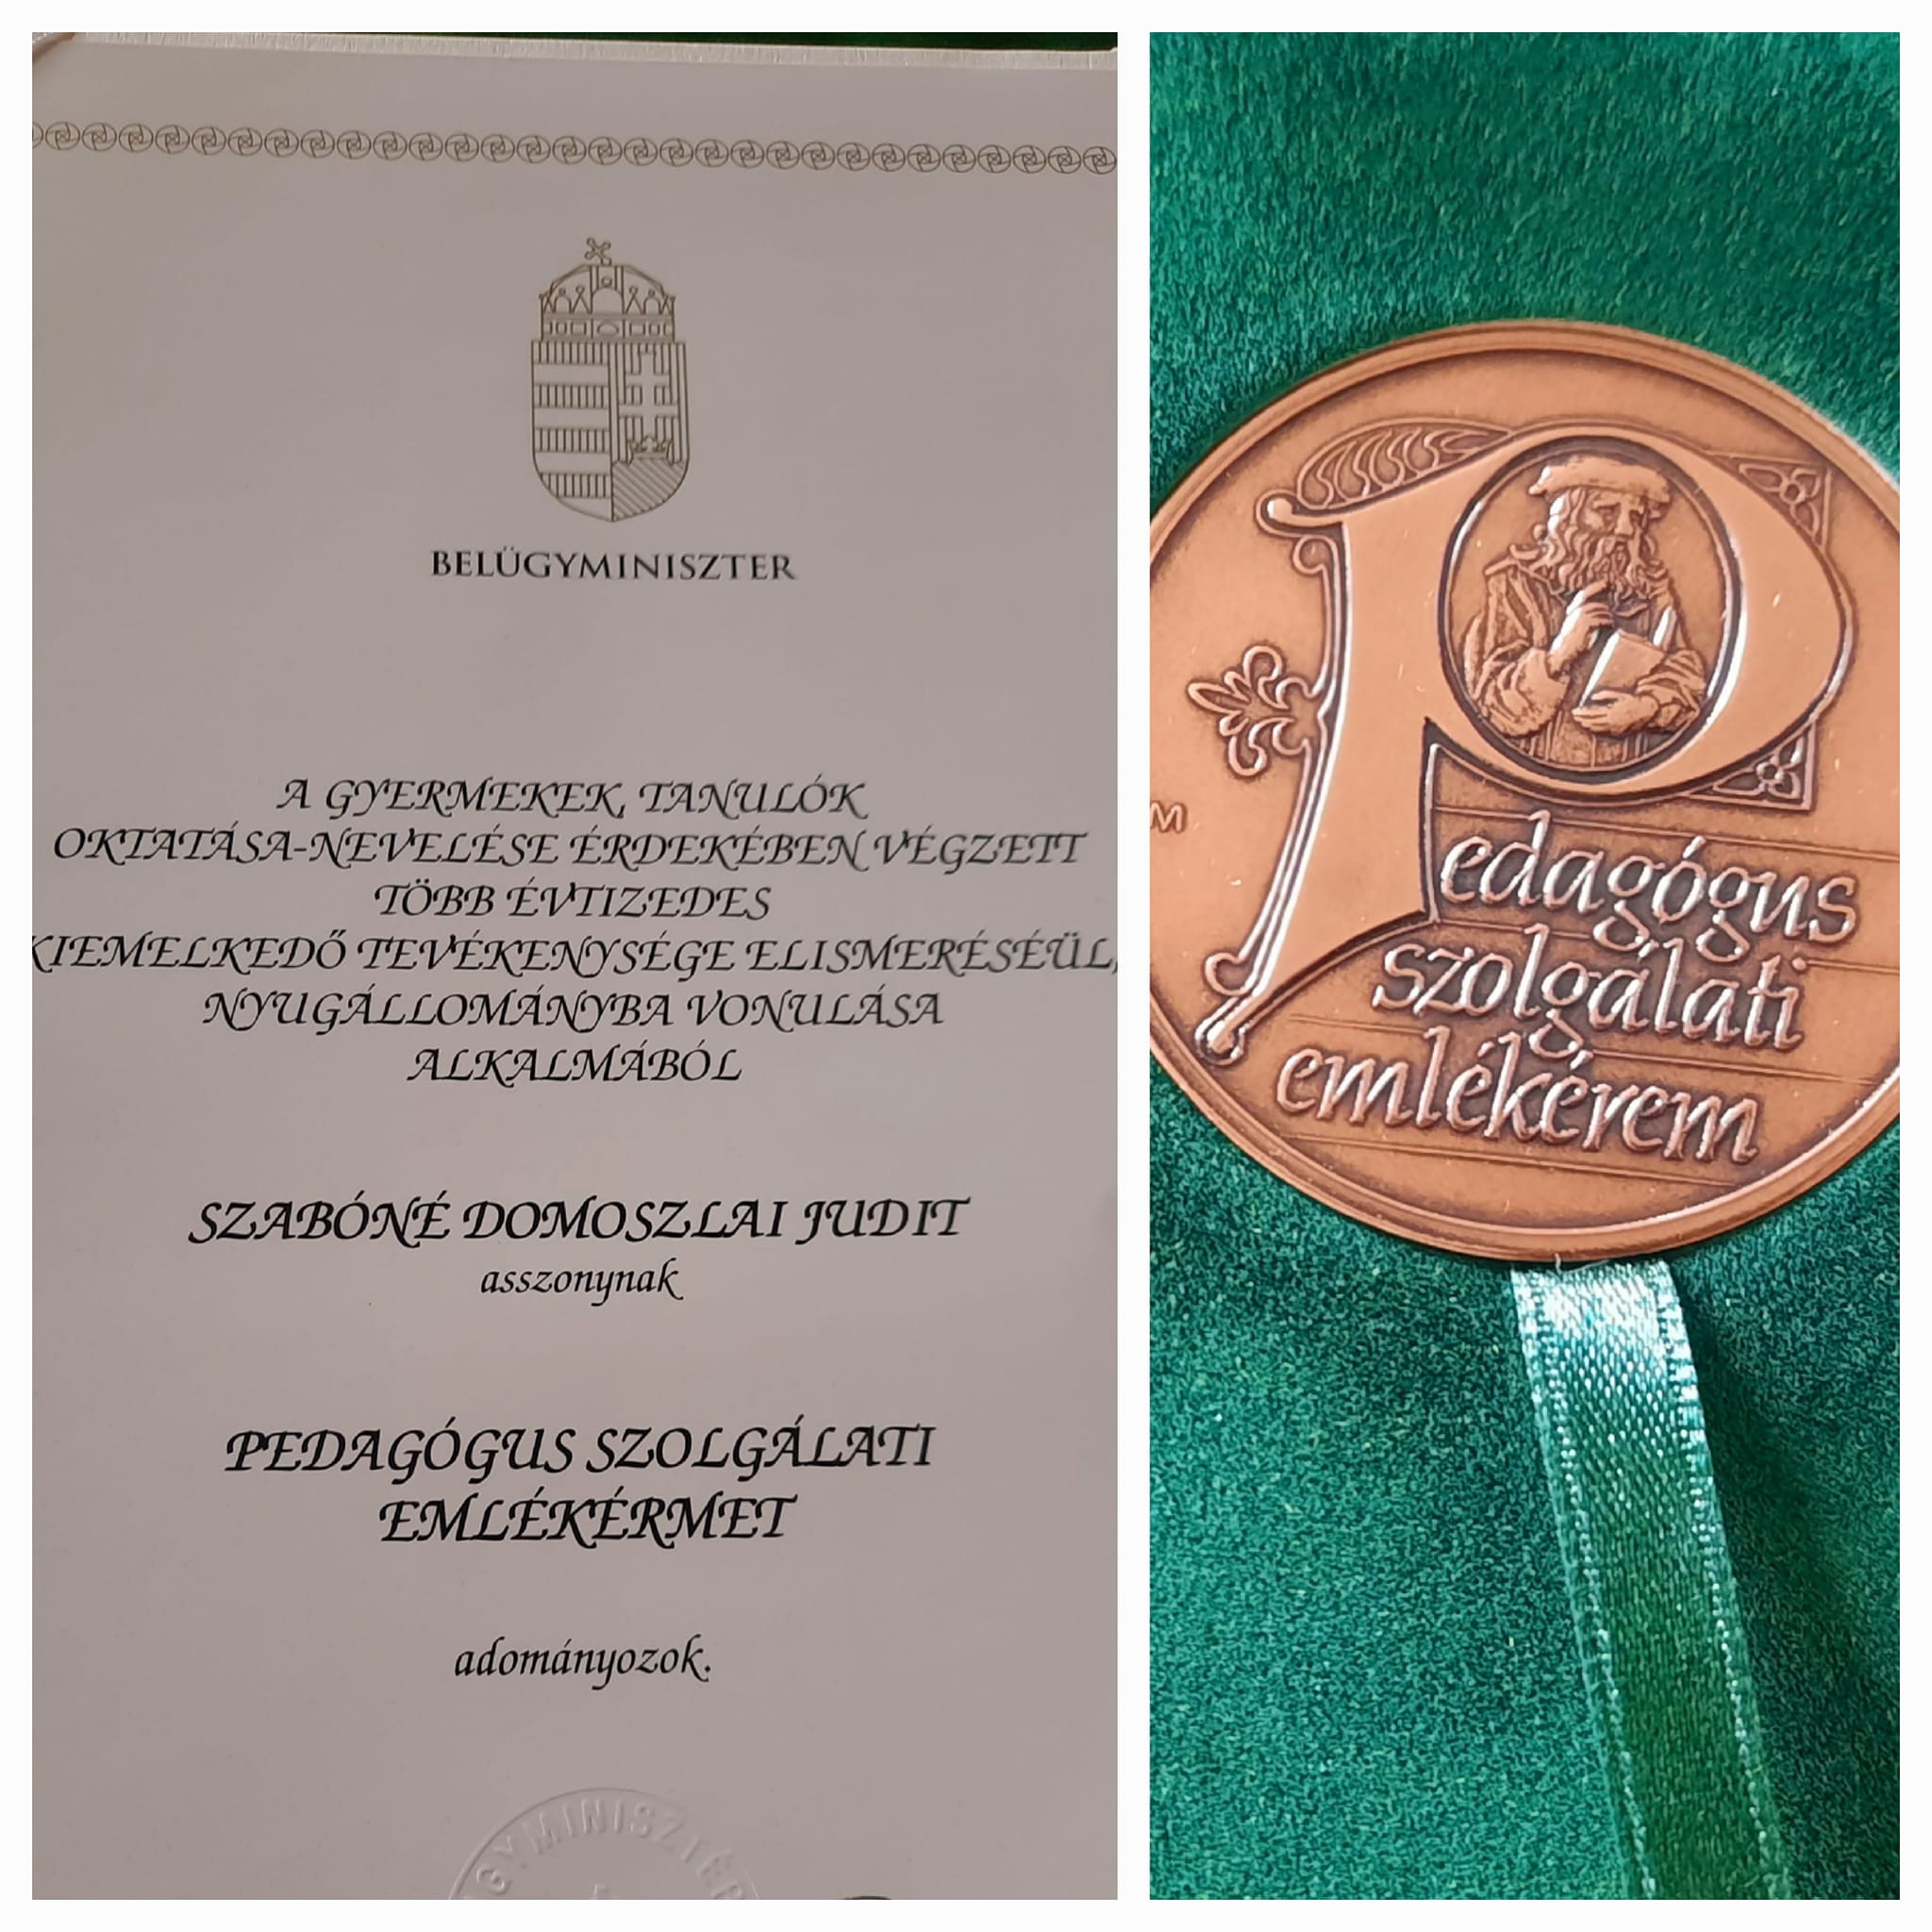 BELÜGYMINISZTER
A GYERMEKEK, TANULÓK
OKTATÁSA-NEVELÉSE ÉRDEKÉBEN VÉGZETT
TÖBB ÉVTIZEDES
KIEMELKEDŐ TEVÉKENYSÉGE ELISMERÉSÉÜL,
NYUGÁLLOMÁNYBA VONULÁSA
ALKALMÁBÓL
SZABÓNÉ DOMOSZLAI JUDIT
asszonynak
PEDAGÓGUS SZOLGÁLATI
EMLÉKÉRMET
adományozok.
GYMINISZTÉR
Pedagógus
szolgálati
emlékérem
M